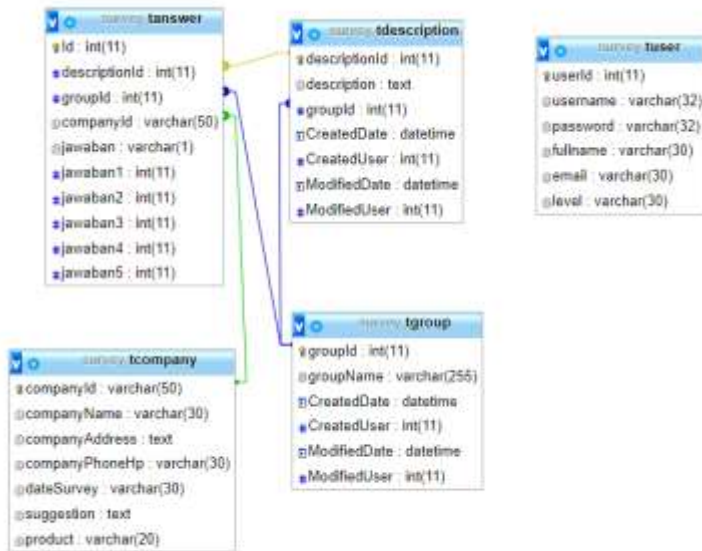 survey tanswer
Id : int(11)
descriptionId : int(11)
groupId : int(11)
companyId : varchar(50)
jawaban : varchar(1)
jawaban1 : int(11)
jawaban2 : int(11)
jawaban3 : int(11)
jawaban4 : int(11)
jawaban5 : int(11)
survey tdescription
descriptionId : int(11)
description : text
groupId : int(11)
CreatedDate : datetime
CreatedUser : int(11)
ModifiedDate : datetime
ModifiedUser : int(11)
survey tuser
userId : int(11)
username : varchar(32)
password : varchar(32)
fullname : varchar(30)
email : varchar(30)
level : varchar(30)
survey tcompany
companyId : varchar(50)
companyName : varchar(30)
companyAddress : text
companyPhoneHp : varchar(30)
dateSurvey : varchar(30)
suggestion : text
product : varchar(20)
survey tgroup
groupId : int(11)
groupName : varchar(255)
CreatedDate : datetime
CreatedUser : int(11)
ModifiedDate : datetime
ModifiedUser : int(11)